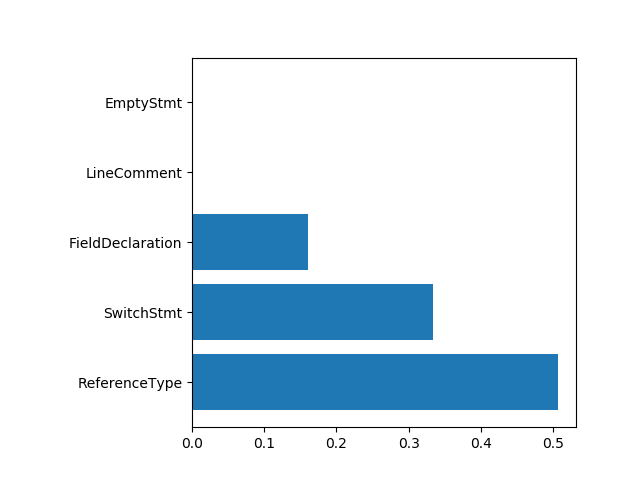 EmptyStmt
LineComment
FieldDeclaration
SwitchStmt
ReferenceType
0.0 0.1 0.2 0.3 0.4 0.5